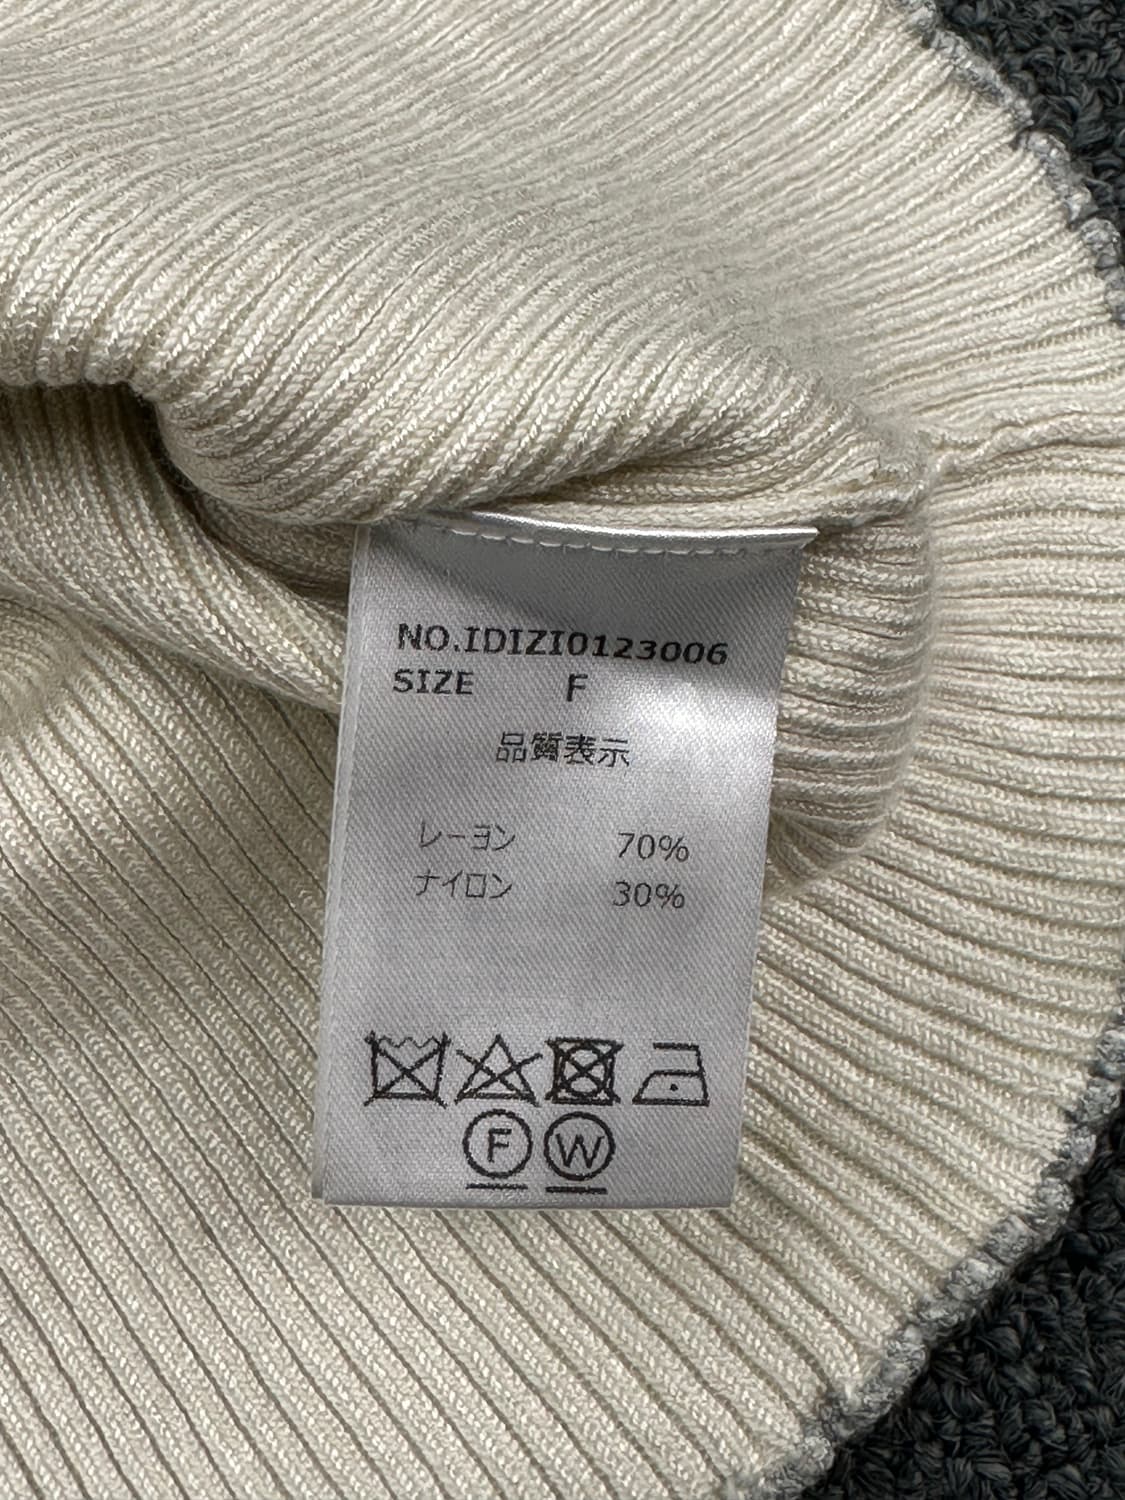 NO.IDIZI0123006
SIZE F
品質表示
レーヨン 70%
ナイロン 30%
F W